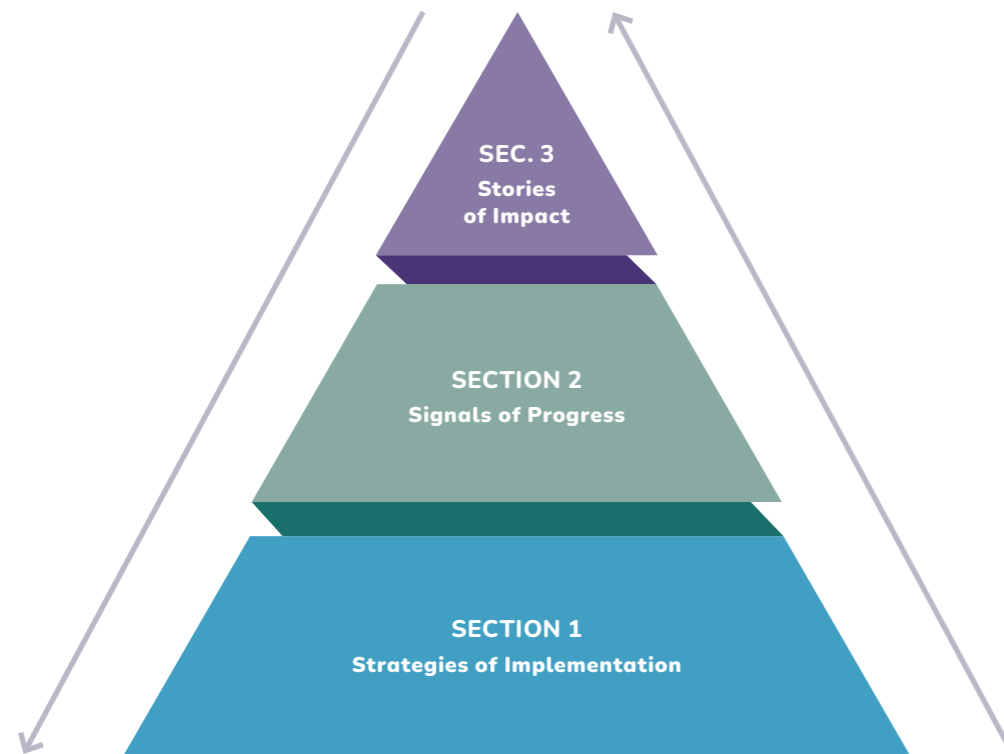 SEC. 3
Stories
of Impact
SECTION 2
Signals of Progress
SECTION 1
Strategies of Implementation